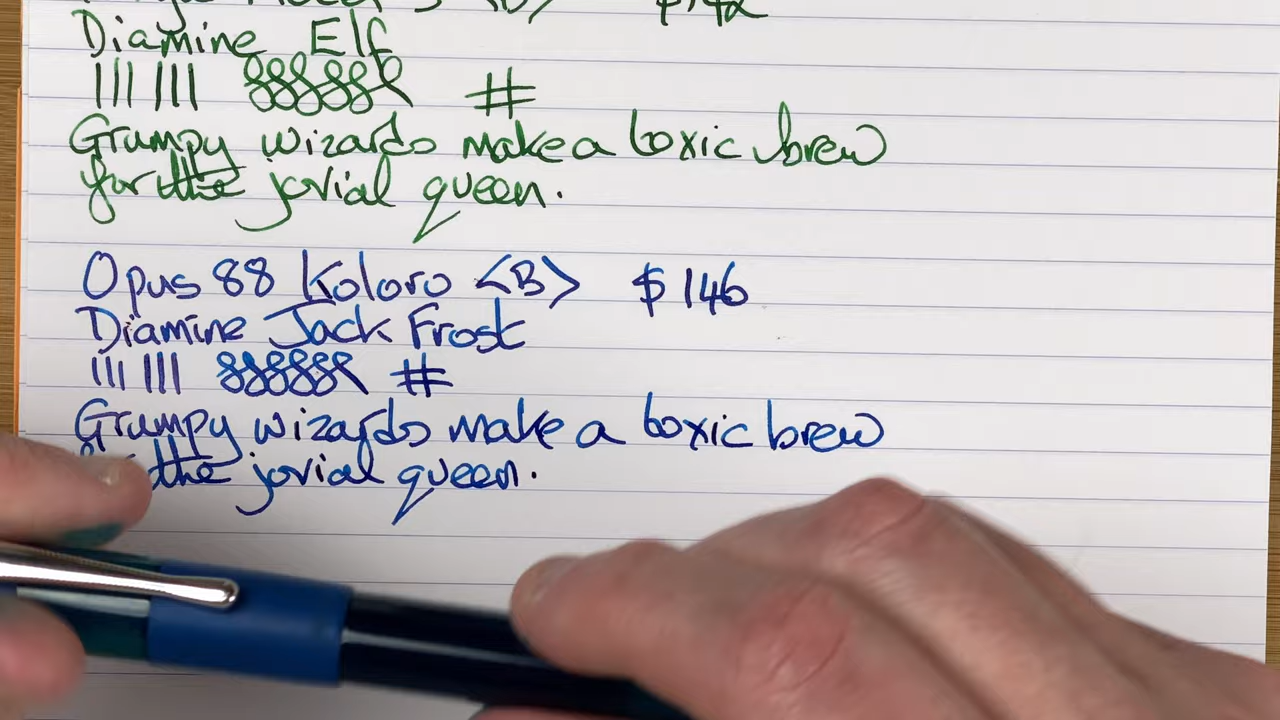 Diamine Elf
||| ||| 888888 #
Grumpy wizards make a toxic brew
for the jovial queen.
Opus 88 Koloro <B> $146
Diamine Jack Frost
||| ||| 888888 #
Grumpy wizards make a toxic brew
the jovial queen.